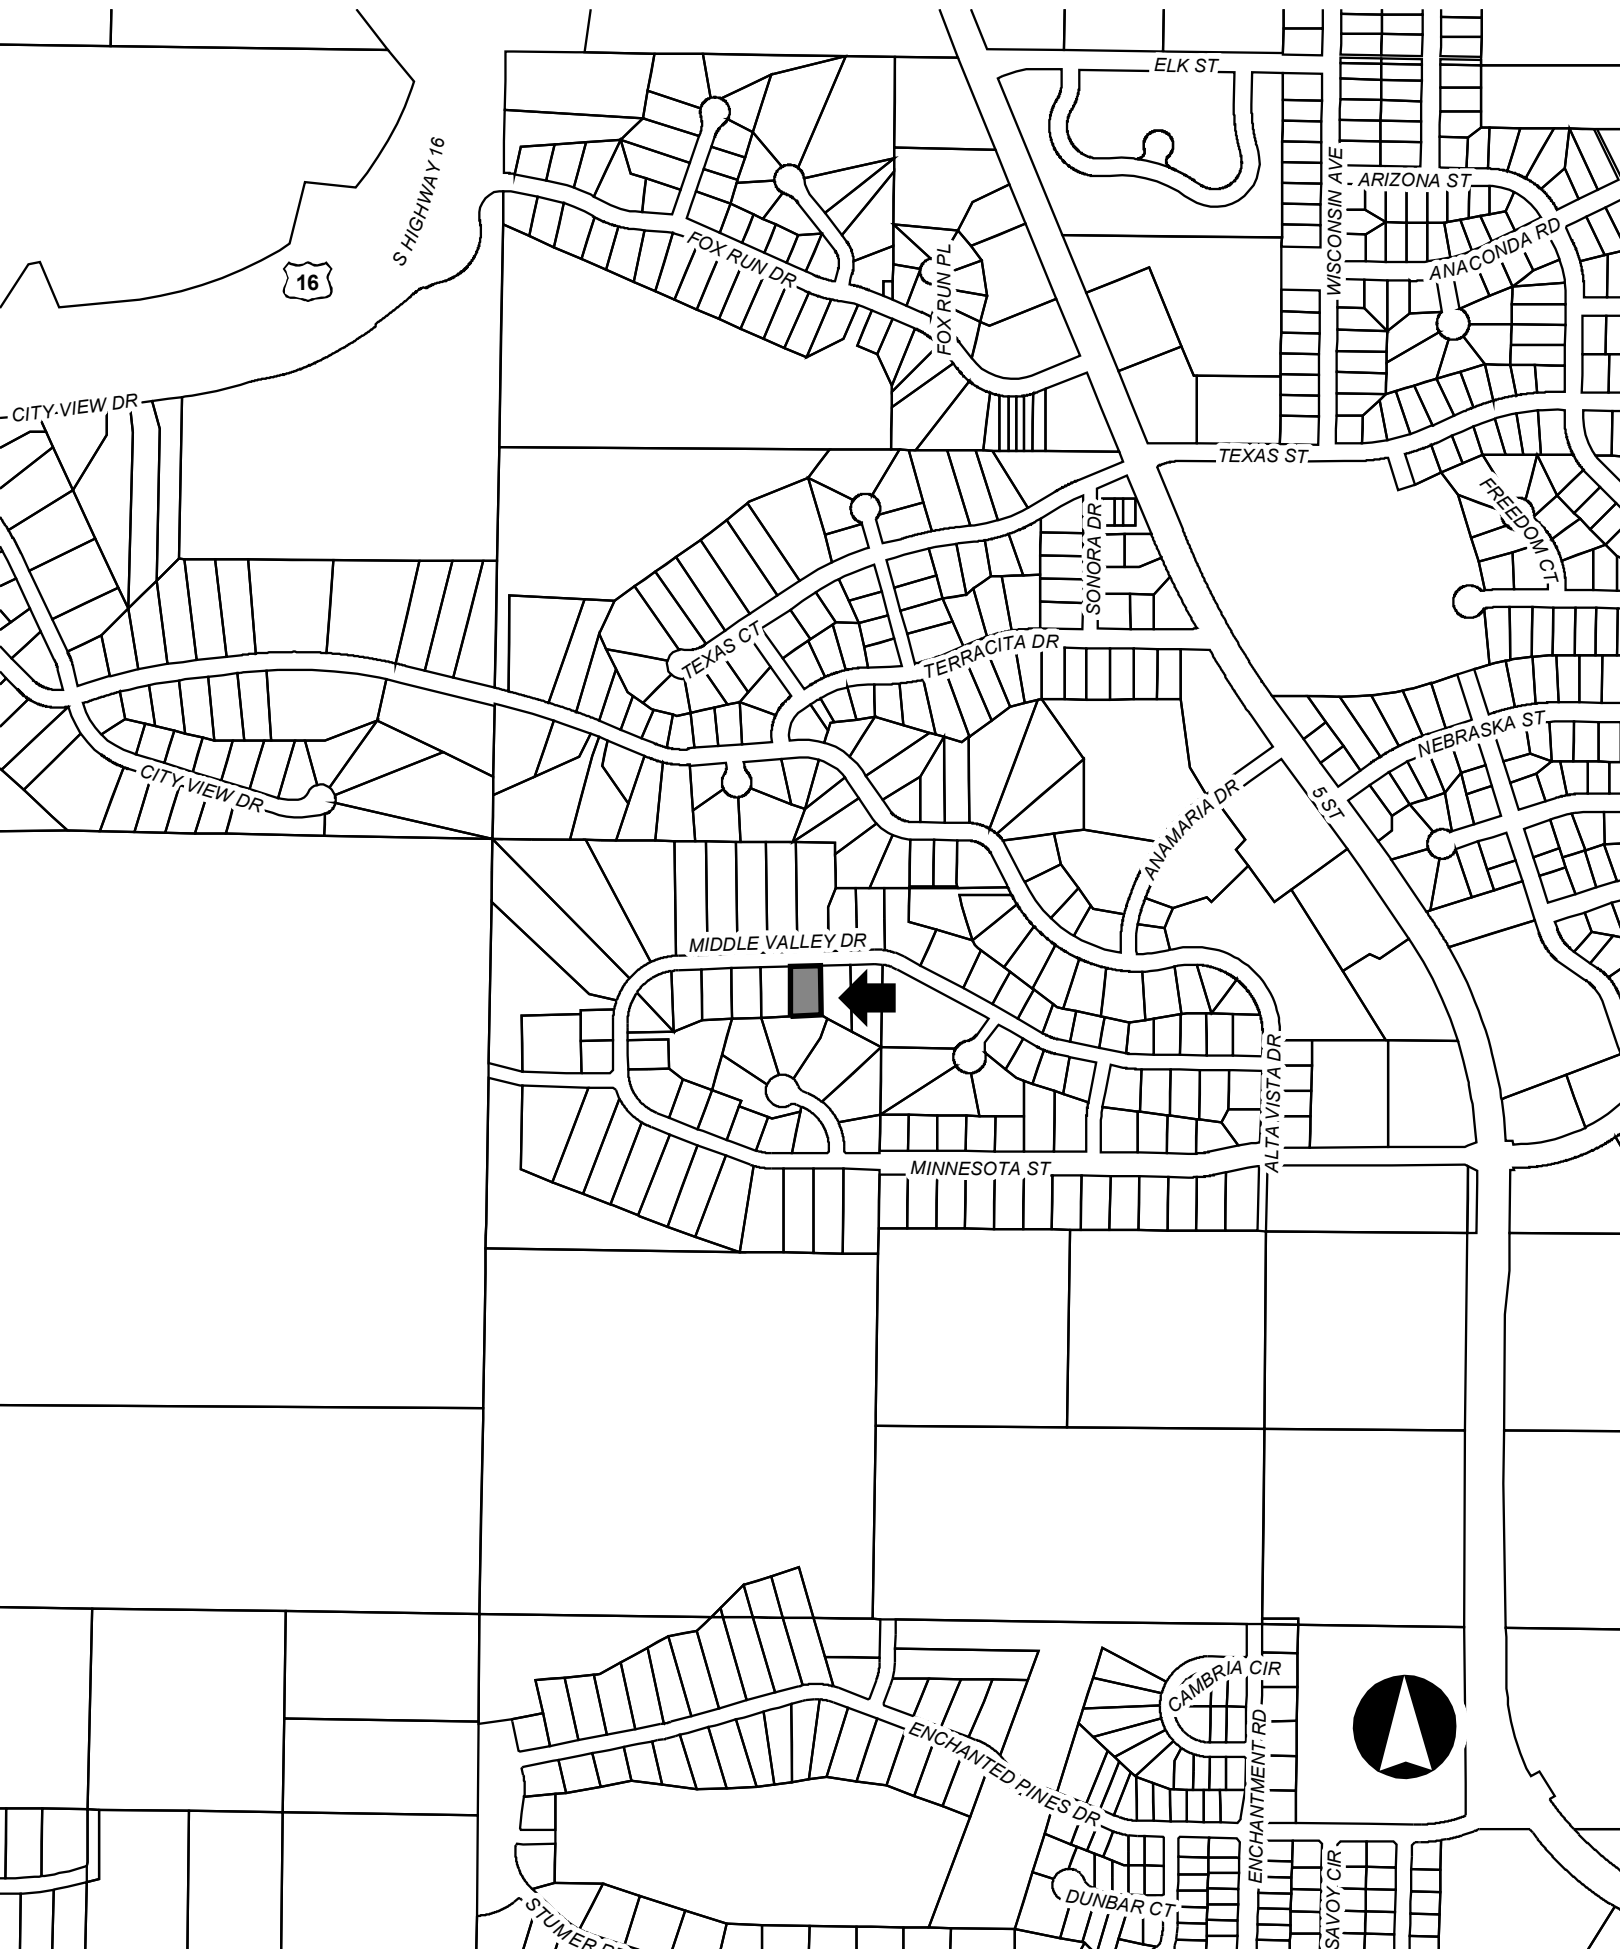 ELK ST
S HIGHWAY 16
WISCONSIN AVE
ARIZONA ST
ANACONDA RD
FOX RUN DR
FOX RUN PL
16
CITY VIEW DR
TEXAS ST
FREEDOM CT
SONORA DR
TEXAS CT
TERRACITA DR
NEBRASKA ST
CITY VIEW DR
5 ST
ANAMARIA DR
MIDDLE VALLEY DR
ALTA VISTA DR
MINNESOTA ST
CAMBRIA CIR
ENCHANTMENT RD
ENCHANTED PINES DR
SAVOY CIR
DUNBAR CT
STUMER